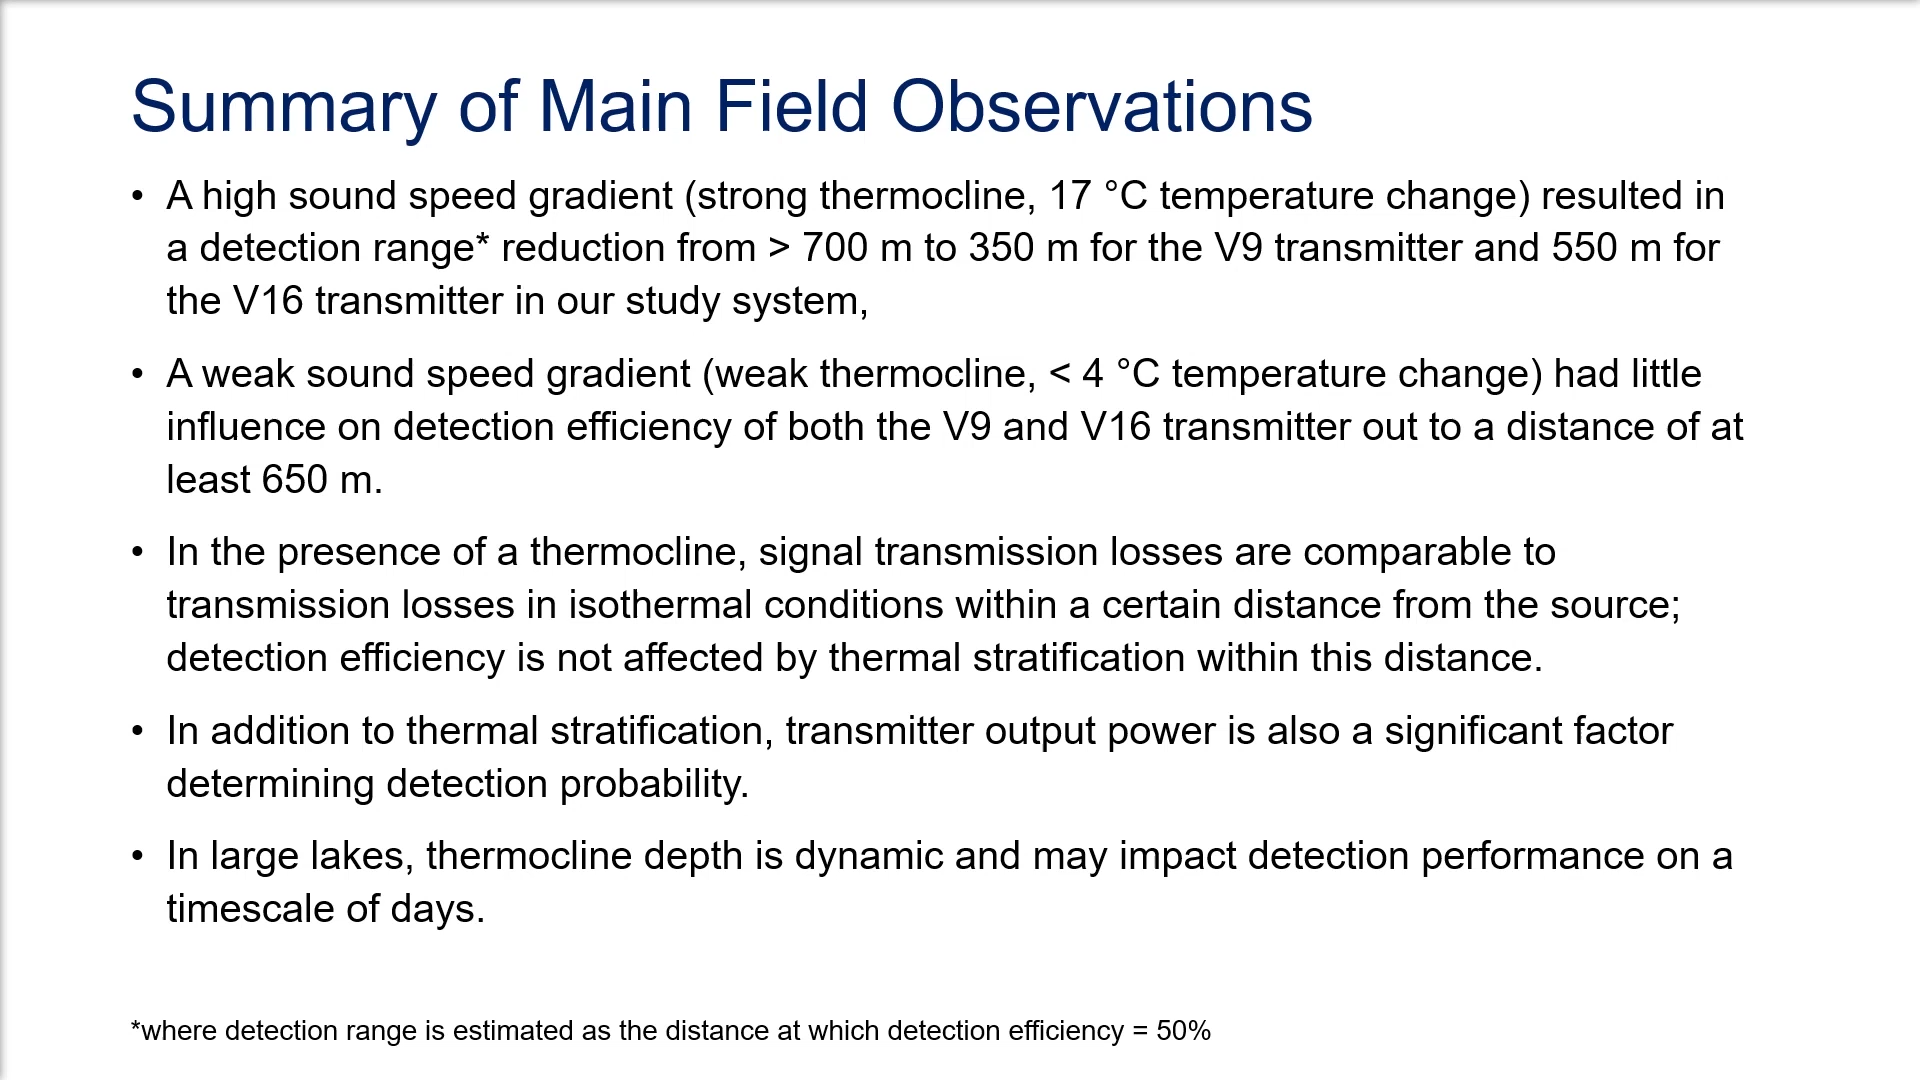 Summary of Main Field Observations
• A high sound speed gradient (strong thermocline, 17 °C temperature change) resulted in
a detection range* reduction from > 700 m to 350 m for the V9 transmitter and 550 m for
the V16 transmitter in our study system,
• A weak sound speed gradient (weak thermocline, < 4 °C temperature change) had little
influence on detection efficiency of both the V9 and V16 transmitter out to a distance of at
least 650 m.
• In the presence of a thermocline, signal transmission losses are comparable to
transmission losses in isothermal conditions within a certain distance from the source;
detection efficiency is not affected by thermal stratification within this distance.
• In addition to thermal stratification, transmitter output power is also a significant factor
determining detection probability.
• In large lakes, thermocline depth is dynamic and may impact detection performance on a
timescale of days.
*where detection range is estimated as the distance at which detection efficiency = 50%